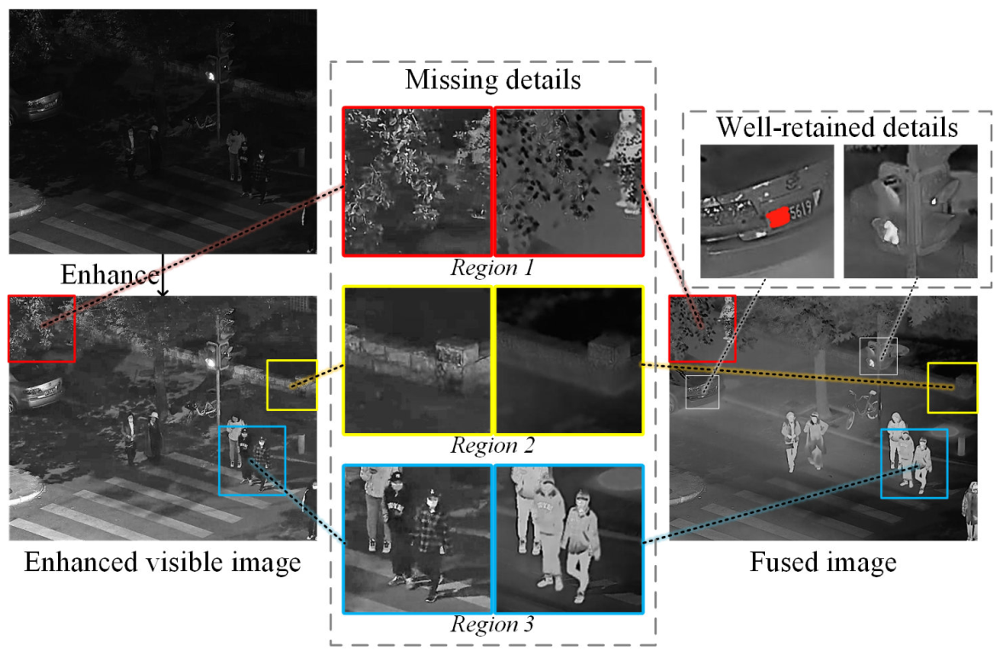 Missing details
Well-retained details
5619
Enhance
Region 1
Region 2
Region 3
Enhanced visible image
Fused image